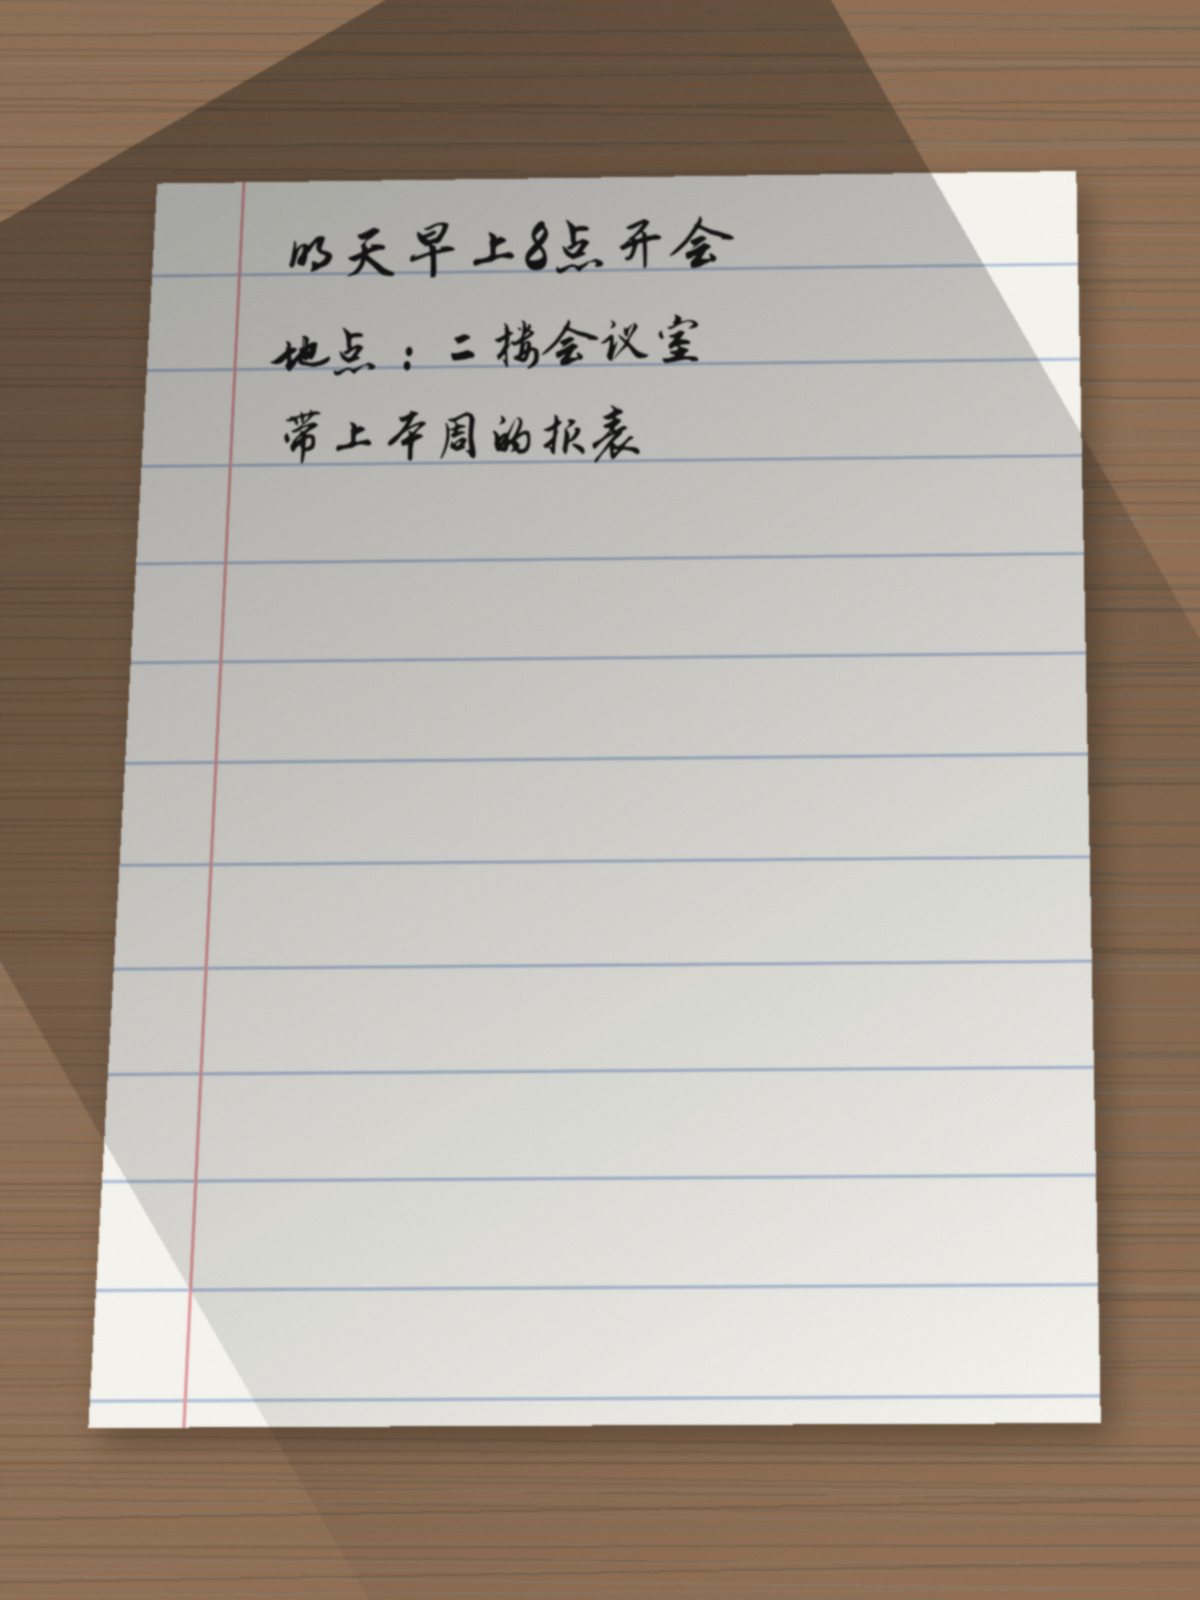 明天早上8点开会
地点：二楼会议室
带上本周的报表